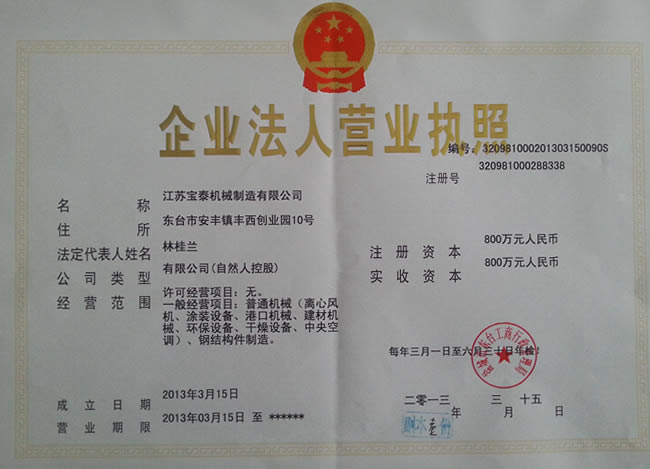 企业法人营业执照
编号：320981000201303150090S
注册号 320981000288338
名称 江苏宝泰机械制造有限公司
住所 东台市安丰镇丰西创业园10号
法定代表人姓名 林桂兰
注册资本 800万元人民币
公司类型 有限公司(自然人控股)
实收资本 800万元人民币
经营范围 许可经营项目：无。
一般经营项目：普通机械（离心风
机、涂装设备、港口机械、建材机
械、环保设备、干燥设备、中央空
调）、钢结构件制造。
每年三月一日至六月三十日年检！
成立日期 2013年3月15日
营业期限 2013年03月15日 至 ******
二零一三年 三月 十五日